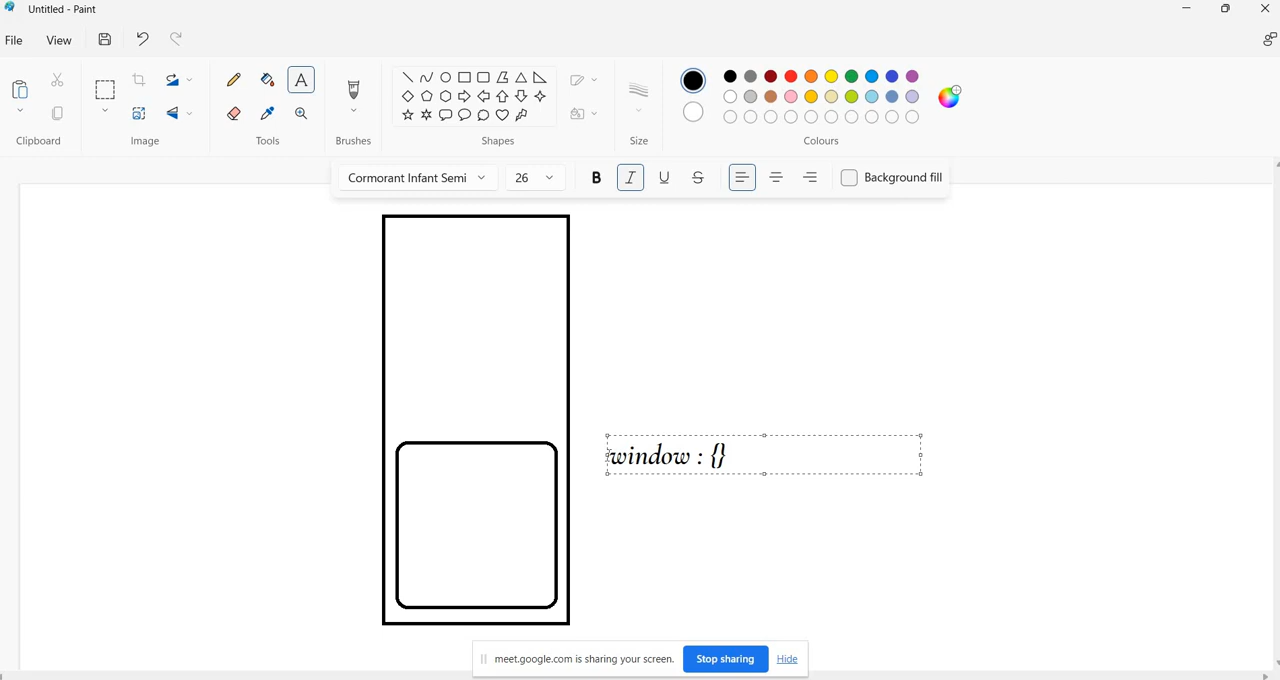 Untitled - Paint
File View
Clipboard Image Tools Brushes Shapes Size Colours
Cormorant Infant Semi 26 B I U S Background fill
window : {}
meet.google.com is sharing your screen. Stop sharing Hide